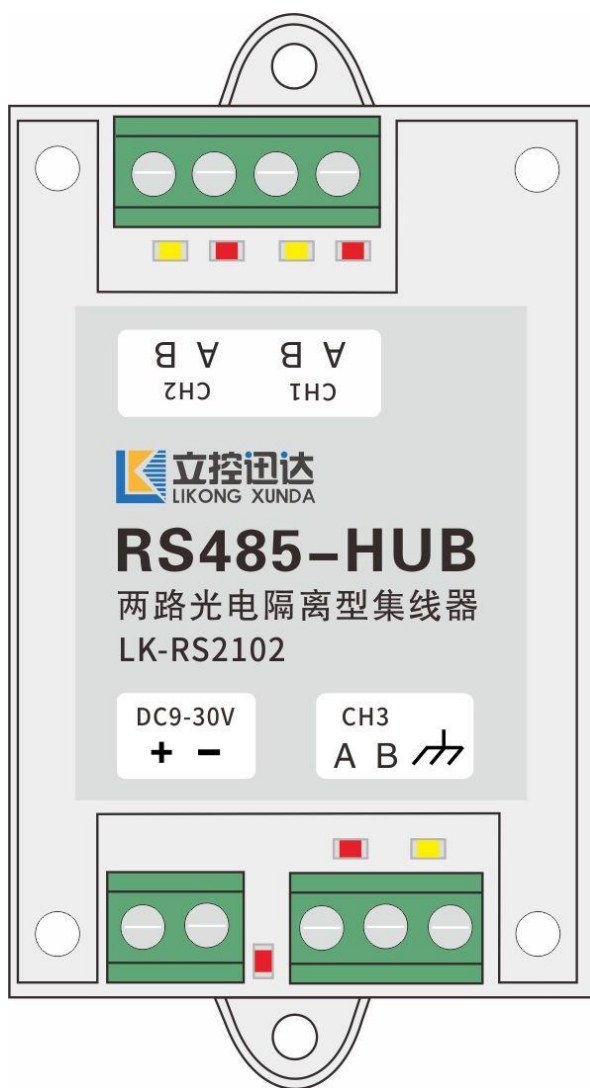 CH1 CH2
A B A B
立控迅达
LIKONG XUNDA
RS485-HUB
两路光电隔离型集线器
LK-RS2102
DC9-30V
+ −
CH3
A B